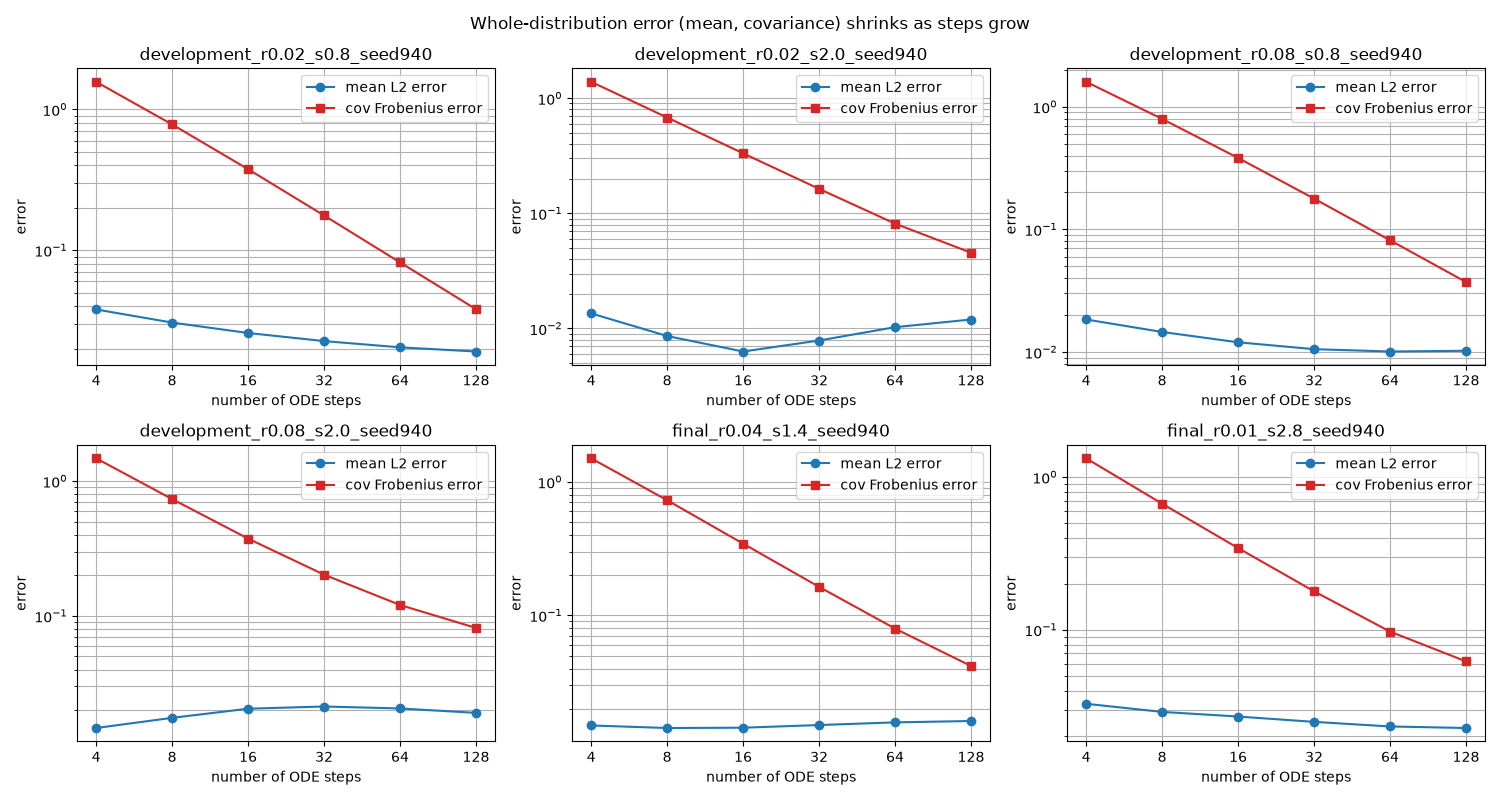 Whole-distribution error (mean, covariance) shrinks as steps grow
development_r0.02_s0.8_seed940
mean L2 error
cov Frobenius error
10⁰
10⁻¹
error
4 8 16 32 64 128
number of ODE steps
development_r0.02_s2.0_seed940
mean L2 error
cov Frobenius error
10⁰
10⁻¹
10⁻²
error
4 8 16 32 64 128
number of ODE steps
development_r0.08_s0.8_seed940
mean L2 error
cov Frobenius error
10⁰
10⁻¹
10⁻²
error
4 8 16 32 64 128
number of ODE steps
development_r0.08_s2.0_seed940
mean L2 error
cov Frobenius error
10⁰
10⁻¹
error
4 8 16 32 64 128
number of ODE steps
final_r0.04_s1.4_seed940
mean L2 error
cov Frobenius error
10⁰
10⁻¹
error
4 8 16 32 64 128
number of ODE steps
final_r0.01_s2.8_seed940
mean L2 error
cov Frobenius error
10⁰
10⁻¹
error
4 8 16 32 64 128
number of ODE steps